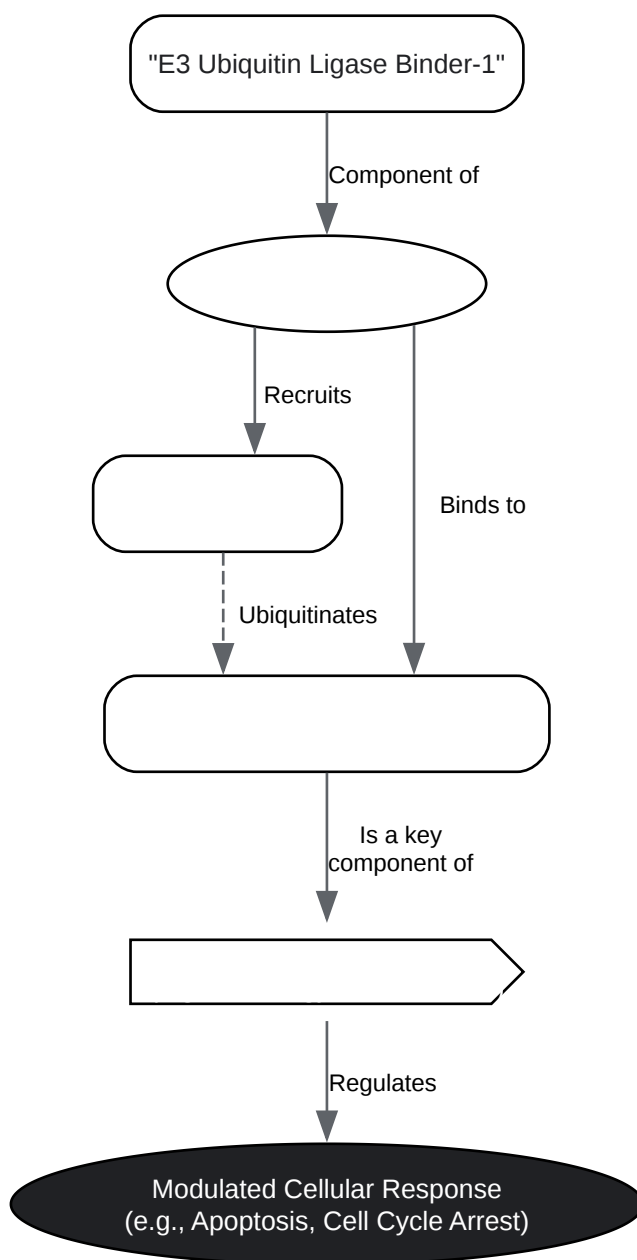 "E3 Ubiquitin Ligase Binder-1"
Component of
Recruits
Binds to
Ubiquitinates
Is a key
component of
Regulates
Modulated Cellular Response
(e.g., Apoptosis, Cell Cycle Arrest)